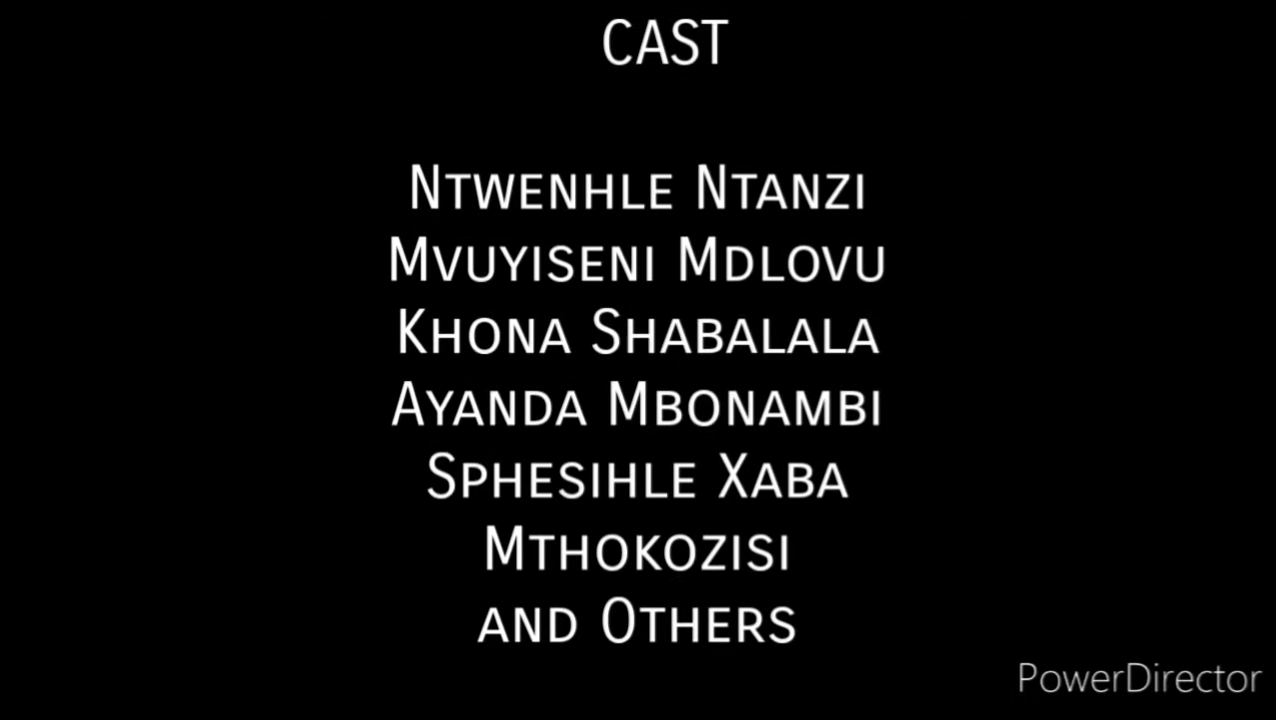 CAST
Ntwenhle Ntanzi
Mvuyiseni Mdlovu
Khona Shabalala
Ayanda Mbonambi
Sphesihle Xaba
Mthokozisi
and Others
PowerDirector